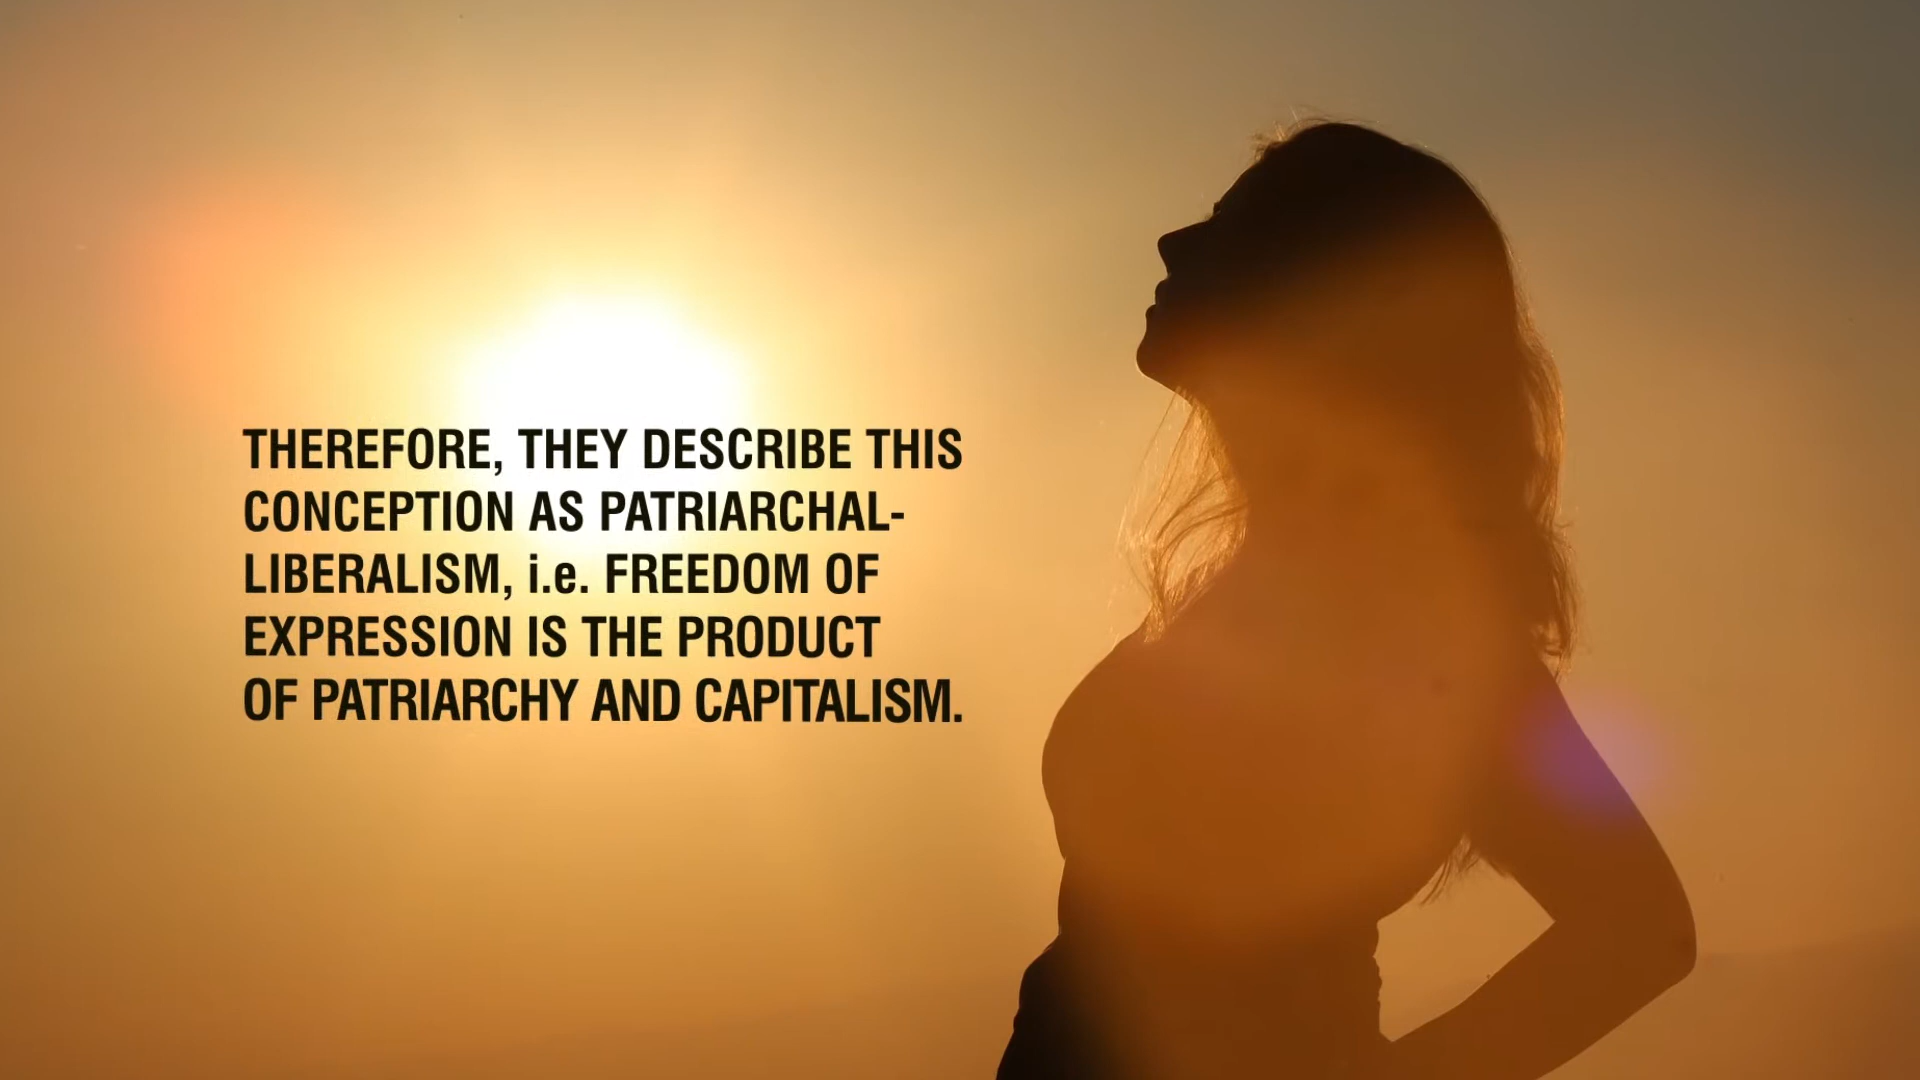 THEREFORE, THEY DESCRIBE THIS
CONCEPTION AS PATRIARCHAL-
LIBERALISM, i.e. FREEDOM OF
EXPRESSION IS THE PRODUCT
OF PATRIARCHY AND CAPITALISM.